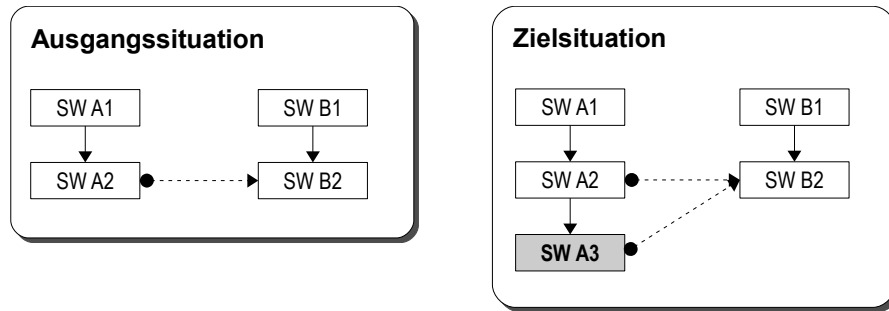 Ausgangssituation
SW A1
SW B1
SW A2
SW B2
Zielsituation
SW A1
SW B1
SW A2
SW B2
SW A3